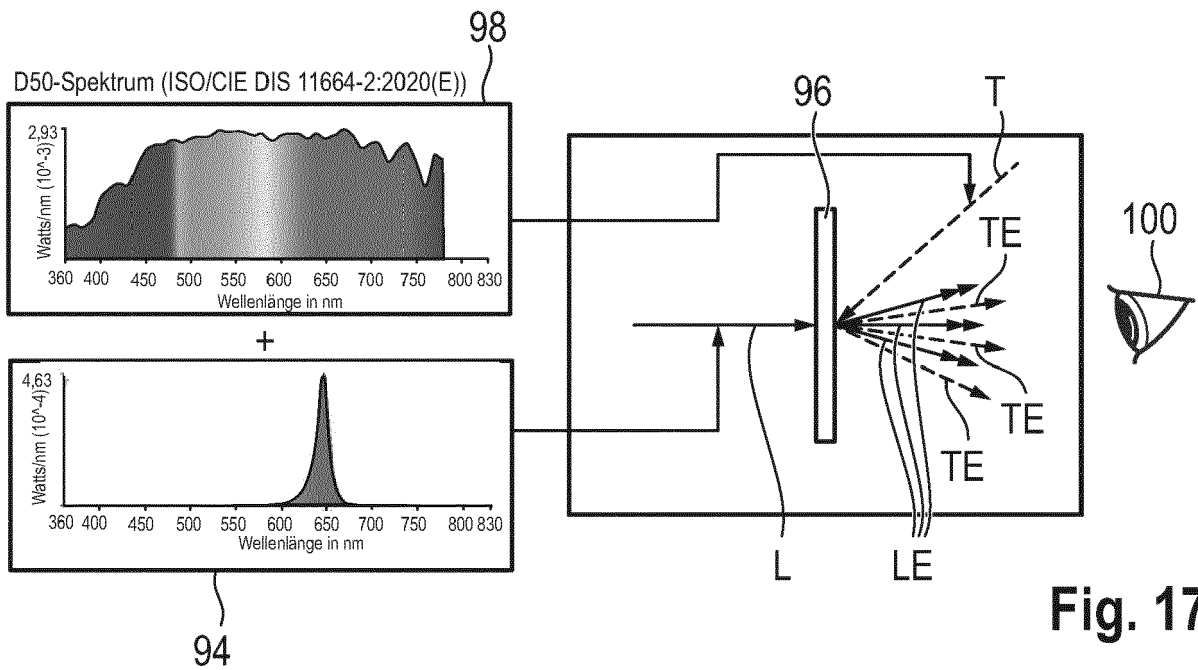 98
D50-Spektrum (ISO/CIE DIS 11664-2:2020(E))
2,93
Watts/nm (10^-3)
360 400 450 500 550 600 650 700 750 800 830
Wellenlänge in nm
+
4,63
Watts/nm (10^-4)
360 400 450 500 550 600 650 700 750 800 830
Wellenlänge in nm
94
96
T
TE
100
TE
TE
L
LE
Fig. 17